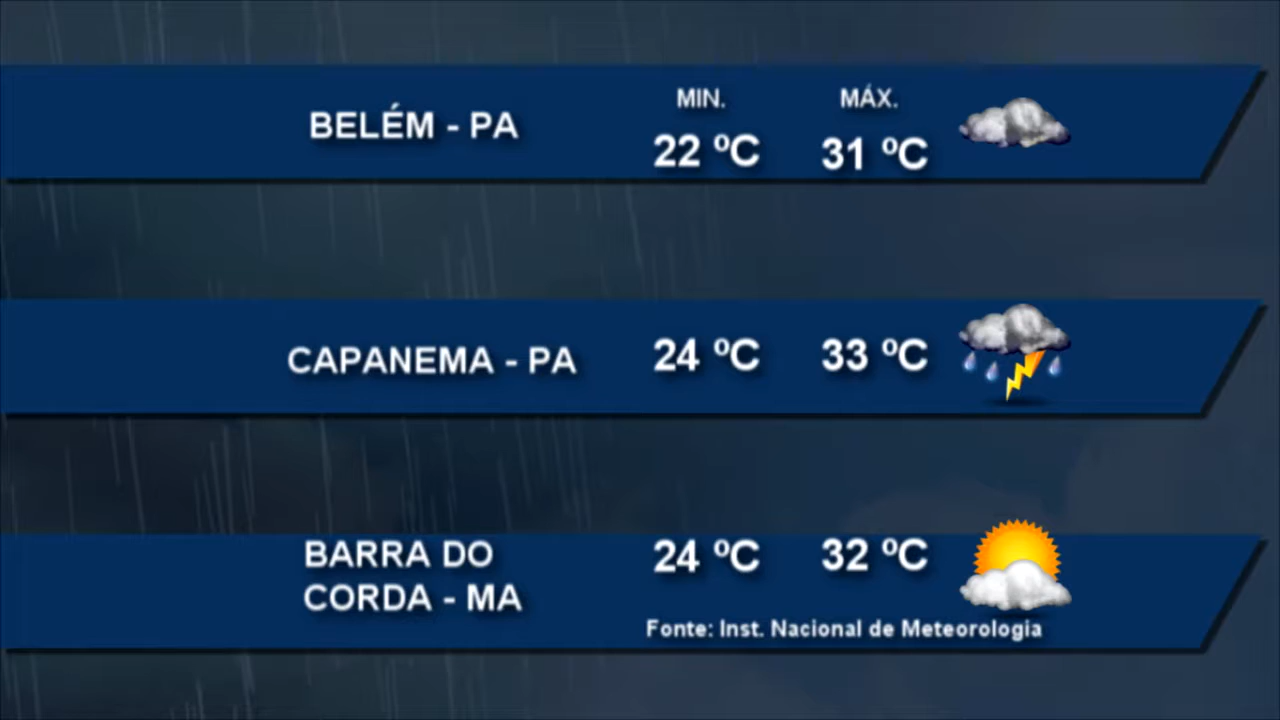 MIN. MÁX.
BELÉM - PA 22 ºC 31 ºC
CAPANEMA - PA 24 ºC 33 ºC
BARRA DO 24 ºC 32 ºC
CORDA - MA
Fonte: Inst. Nacional de Meteorologia